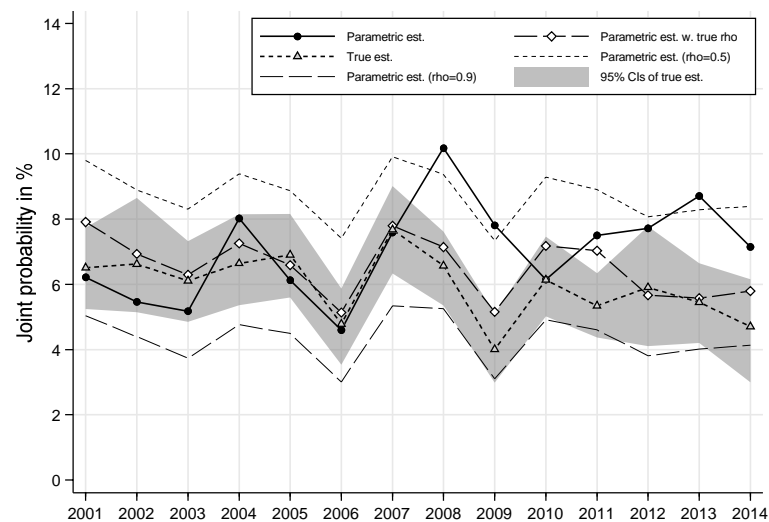 14
12
10
8
6
4
2
0
Joint probability in %
Parametric est.
True est.
Parametric est. (rho=0.9)
Parametric est. w. true rho
Parametric est. (rho=0.5)
95% CIs of true est.
2001 2002 2003 2004 2005 2006 2007 2008 2009 2010 2011 2012 2013 2014